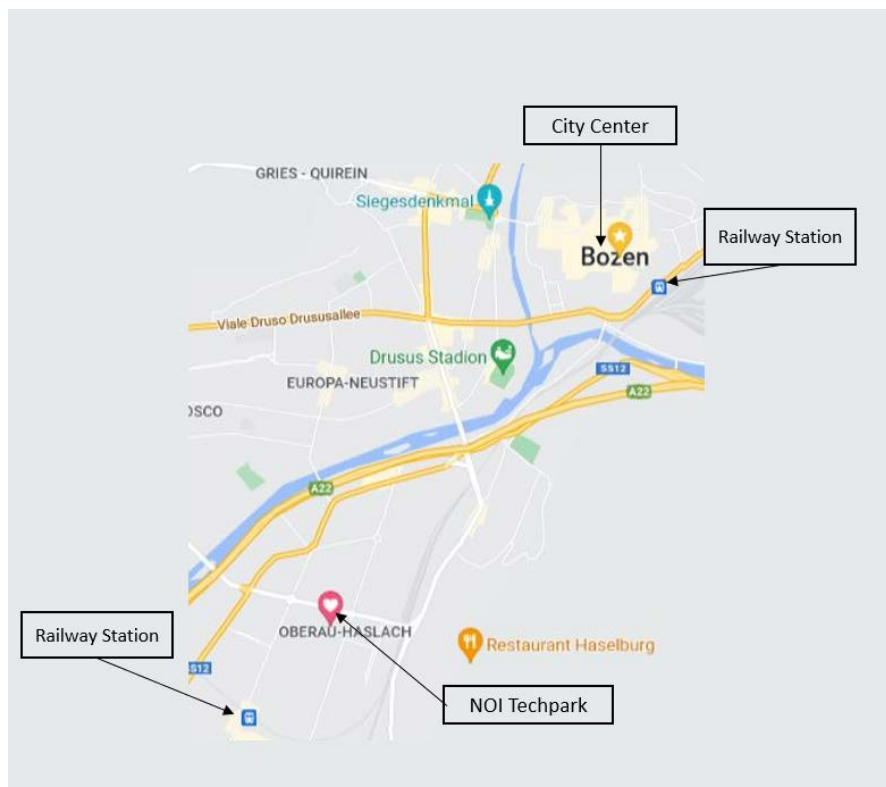 City Center
GRIES - QUIREIN
Siegesdenkmal
Railway Station
Bozen
Viale Druso Drususallee
Drusus Stadion
SS12
EUROPA-NEUSTIFT
A22
OSCO
A22
Railway Station
OBERAU-HASLACH
Restaurant Haselburg
SS12
NOI Techpark